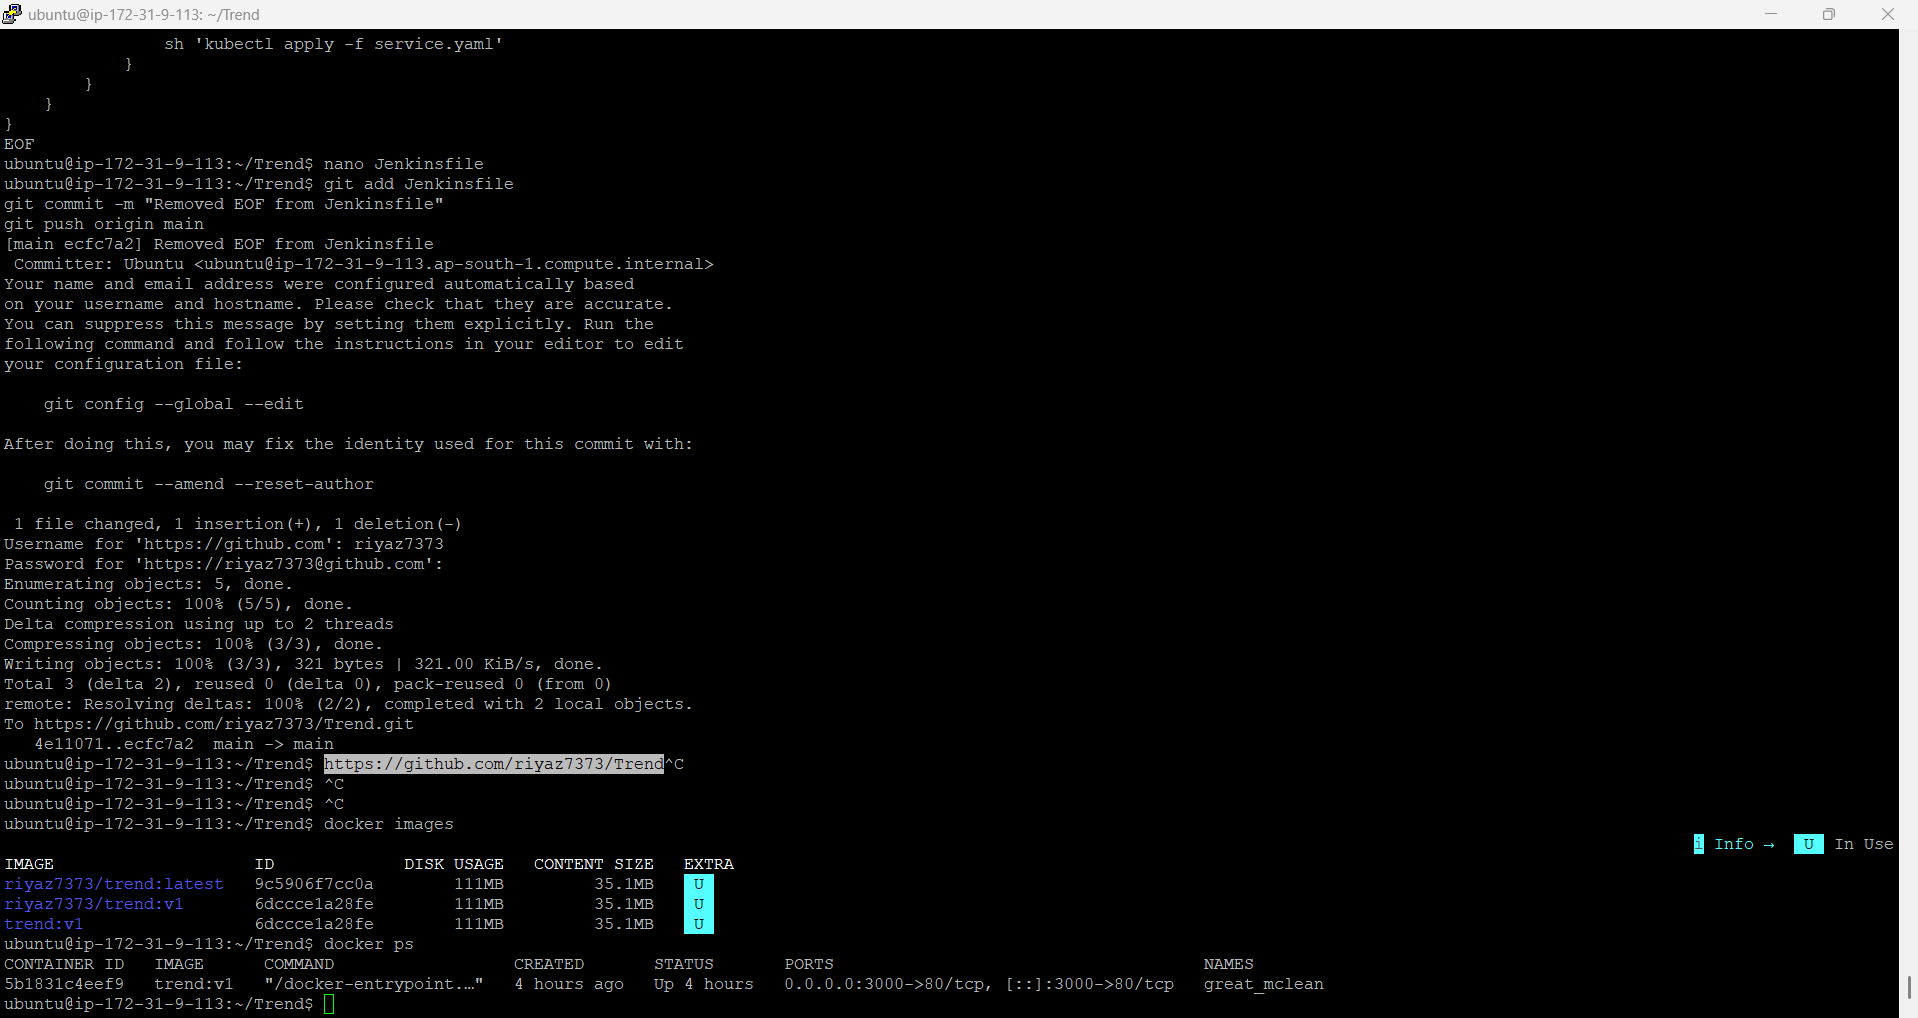 ubuntu@ip-172-31-9-113: ~/Trend
                sh 'kubectl apply -f service.yaml'
            }
        }
    }
}
EOF
ubuntu@ip-172-31-9-113:~/Trend$ nano Jenkinsfile
ubuntu@ip-172-31-9-113:~/Trend$ git add Jenkinsfile
git commit -m "Removed EOF from Jenkinsfile"
git push origin main
[main ecfc7a2] Removed EOF from Jenkinsfile
 Committer: Ubuntu <ubuntu@ip-172-31-9-113.ap-south-1.compute.internal>
Your name and email address were configured automatically based
on your username and hostname. Please check that they are accurate.
You can suppress this message by setting them explicitly. Run the
following command and follow the instructions in your editor to edit
your configuration file:

    git config --global --edit

After doing this, you may fix the identity used for this commit with:

    git commit --amend --reset-author

 1 file changed, 1 insertion(+), 1 deletion(-)
Username for 'https://github.com': riyaz7373
Password for 'https://riyaz7373@github.com':
Enumerating objects: 5, done.
Counting objects: 100% (5/5), done.
Delta compression using up to 2 threads
Compressing objects: 100% (3/3), done.
Writing objects: 100% (3/3), 321 bytes | 321.00 KiB/s, done.
Total 3 (delta 2), reused 0 (delta 0), pack-reused 0 (from 0)
remote: Resolving deltas: 100% (2/2), completed with 2 local objects.
To https://github.com/riyaz7373/Trend.git
   4e11071..ecfc7a2  main -> main
ubuntu@ip-172-31-9-113:~/Trend$ https://github.com/riyaz7373/Trend^C
ubuntu@ip-172-31-9-113:~/Trend$ ^C
ubuntu@ip-172-31-9-113:~/Trend$ ^C
ubuntu@ip-172-31-9-113:~/Trend$ docker images
i Info →   U  In Use
IMAGE                    ID             DISK USAGE   CONTENT SIZE   EXTRA
riyaz7373/trend:latest   9c5906f7cc0a        111MB         35.1MB    U
riyaz7373/trend:v1       6dccce1a28fe        111MB         35.1MB    U
trend:v1                 6dccce1a28fe        111MB         35.1MB    U
ubuntu@ip-172-31-9-113:~/Trend$ docker ps
CONTAINER ID   IMAGE      COMMAND                  CREATED       STATUS       PORTS                                     NAMES
5b1831c4eef9   trend:v1   "/docker-entrypoint.…"   4 hours ago   Up 4 hours   0.0.0.0:3000->80/tcp, [::]:3000->80/tcp   great_mclean
ubuntu@ip-172-31-9-113:~/Trend$